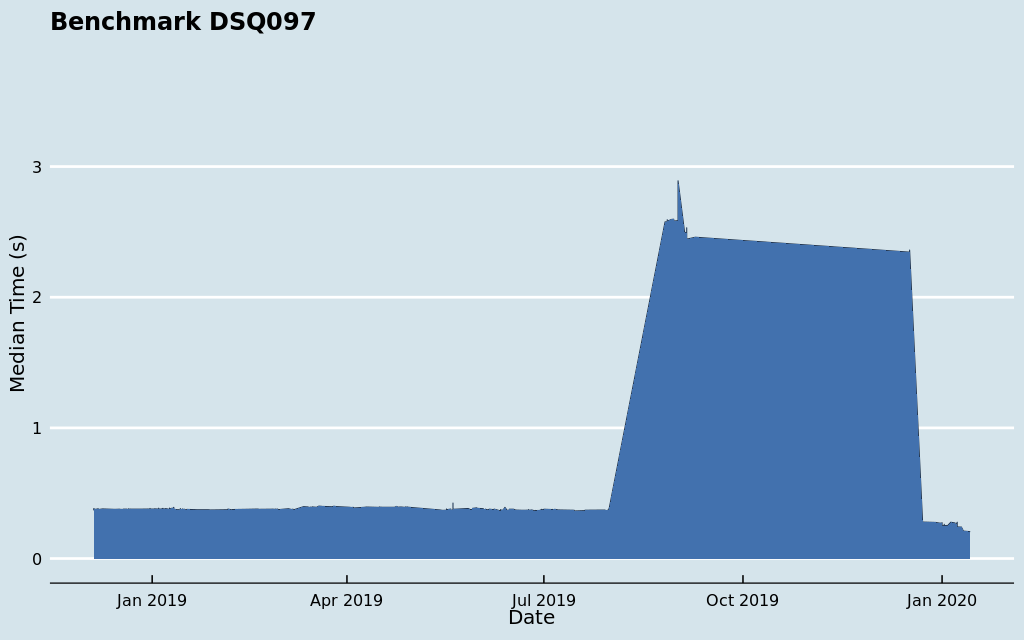 Benchmark DSQ097
Median Time (s)
3
2
1
0
Jan 2019
Apr 2019
Jul 2019
Oct 2019
Jan 2020
Date